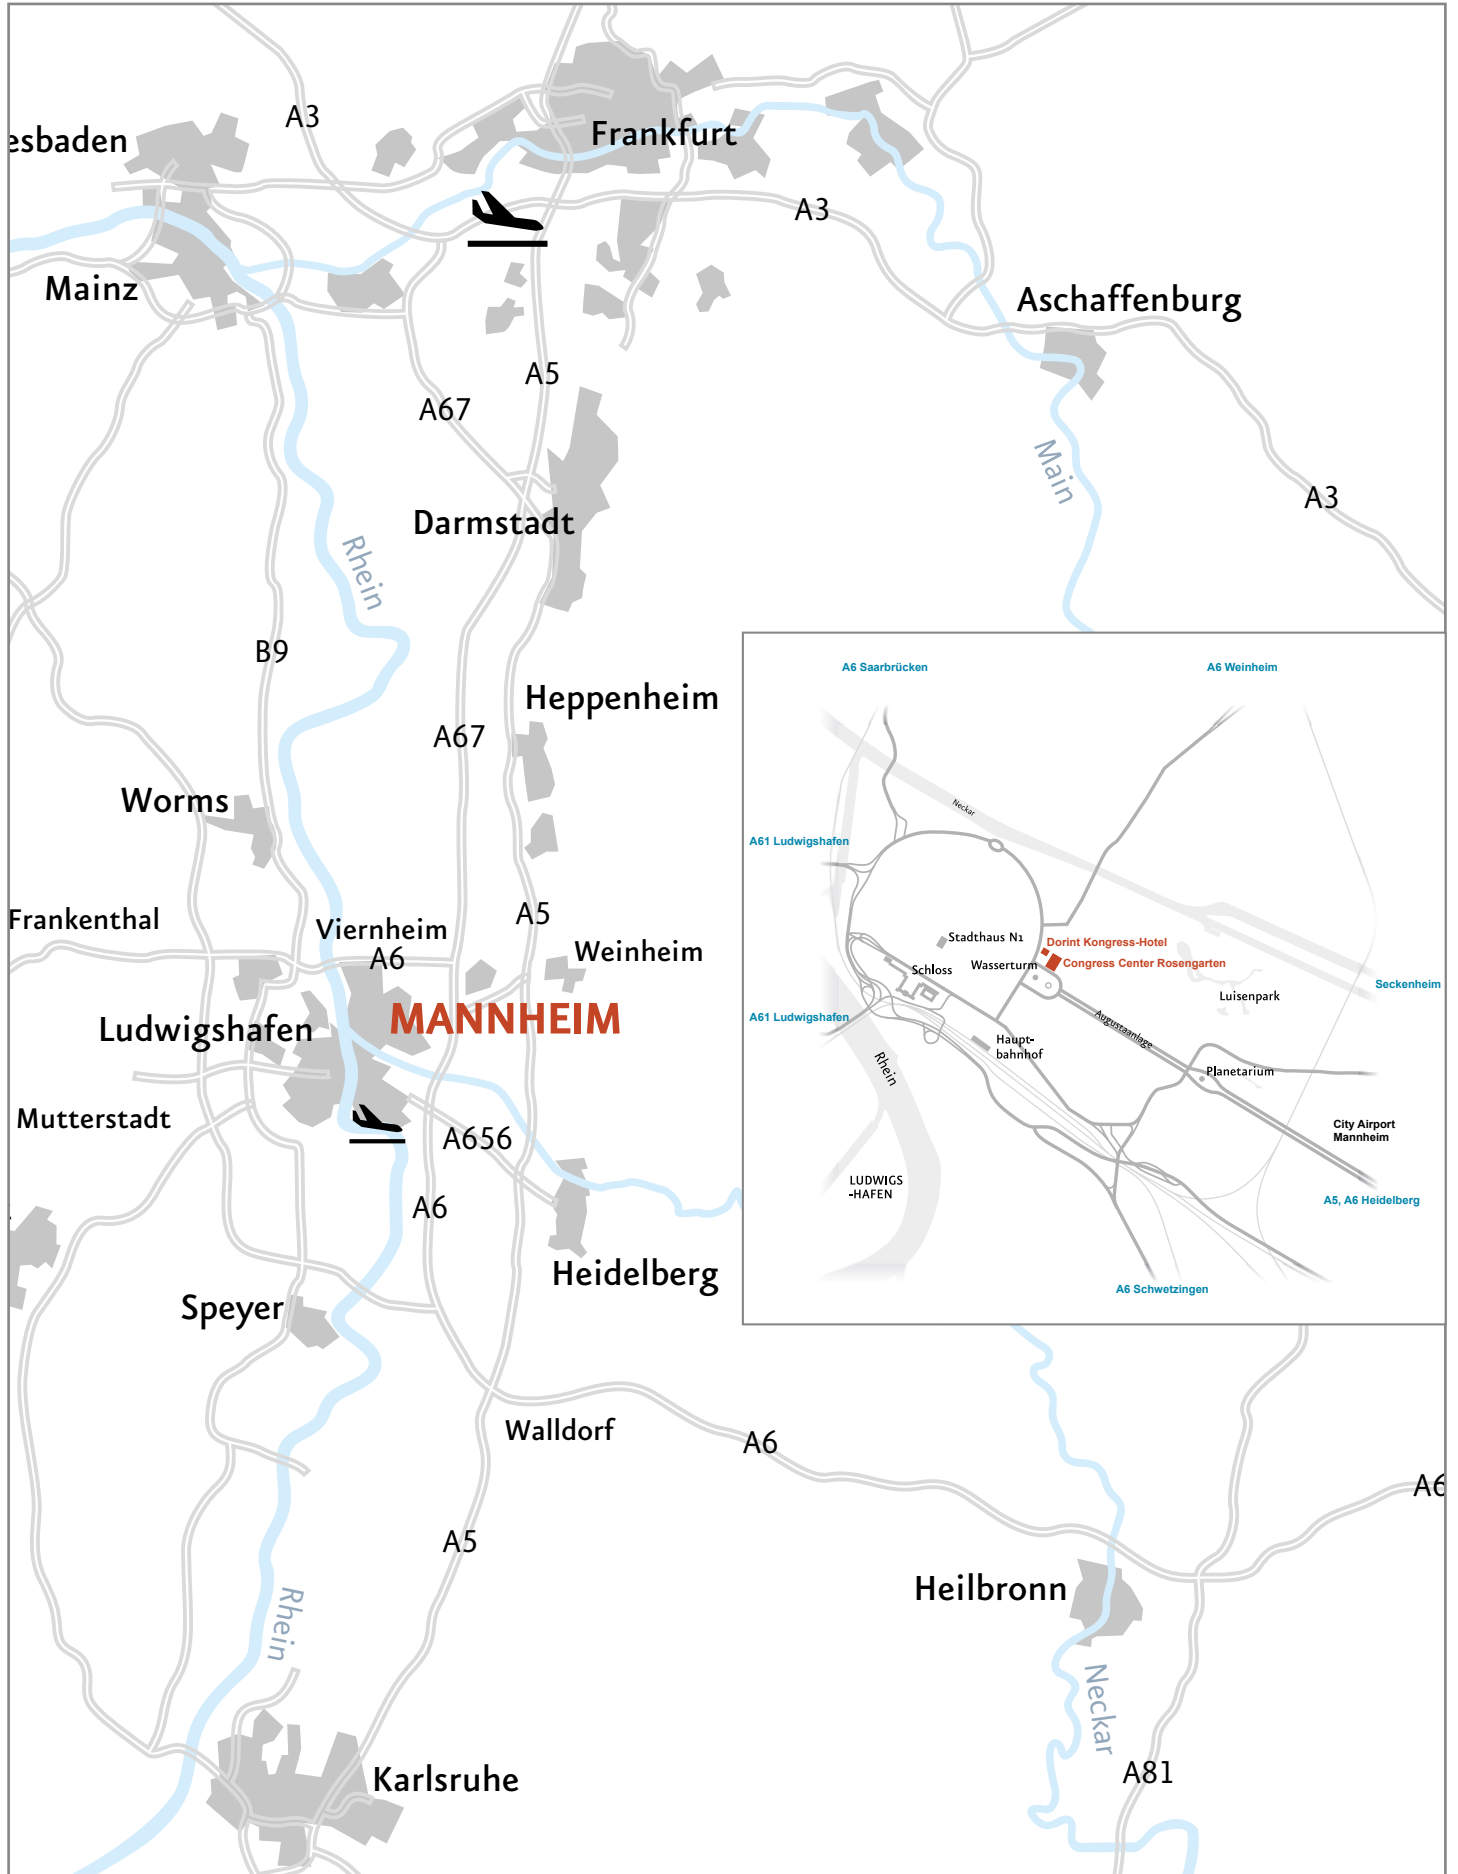 A3
esbaden
Frankfurt
A3
Mainz
Aschaffenburg
A5
A67
Main
A3
Darmstadt
Rhein
B9
Heppenheim
A67
Worms
Frankenthal
Viernheim
A6
A5
Weinheim
MANNHEIM
Ludwigshafen
Mutterstadt
A656
A6
Heidelberg
Speyer
Walldorf
A6
A6
A5
Heilbronn
Rhein
Neckar
A81
Karlsruhe
A6 Saarbrücken
A6 Weinheim
Neckar
A61 Ludwigshafen
Stadthaus N1
Dorint Kongress-Hotel
Congress Center Rosengarten
Wasserturm
Schloss
Seckenheim
Luisenpark
A61 Ludwigshafen
Augustaanlage
Haupt-
bahnhof
Rhein
Planetarium
City Airport
Mannheim
LUDWIGS
-HAFEN
A5, A6 Heidelberg
A6 Schwetzingen